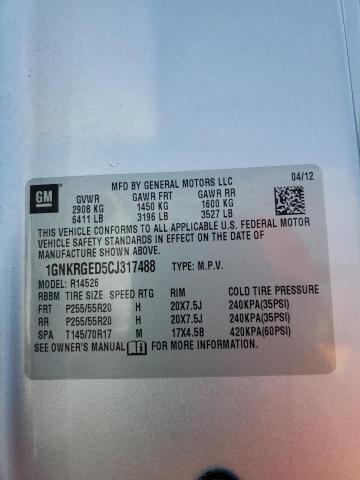 GM
MFD BY GENERAL MOTORS LLC 04/12
GVWR GAWR FRT GAWR RR
2908 KG 1450 KG 1600 KG
6411 LB 3196 LB 3527 LB
THIS VEHICLE CONFORMS TO ALL APPLICABLE U.S. FEDERAL MOTOR
VEHICLE SAFETY STANDARDS IN EFFECT ON THE DATE OF
MANUFACTURE SHOWN ABOVE.
1GNKRGED5CJ317488 TYPE: M.P.V.
MODEL: R14526
RBBM TIRE SIZE SPEED RTG RIM COLD TIRE PRESSURE
FRT P255/55R20 H 20X7.5J 240KPA(35PSI)
RR P255/55R20 H 20X7.5J 240KPA(35PSI)
SPA T145/70R17 M 17X4.5B 420KPA(60PSI)
SEE OWNER'S MANUAL FOR ADDITIONAL INFORMATION.